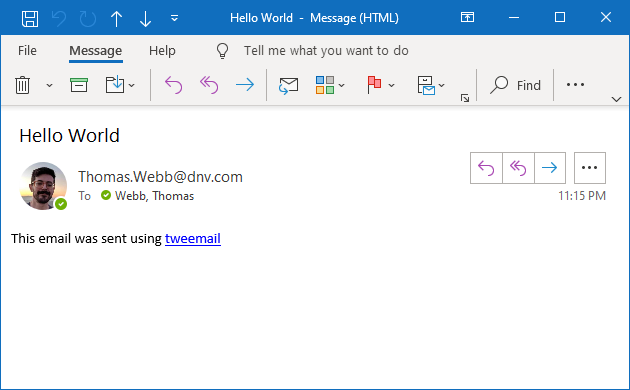 Hello World - Message (HTML)
File Message Help Tell me what you want to do
Find
Hello World
Thomas.Webb@dnv.com
To Webb, Thomas 11:15 PM
This email was sent using tweemail